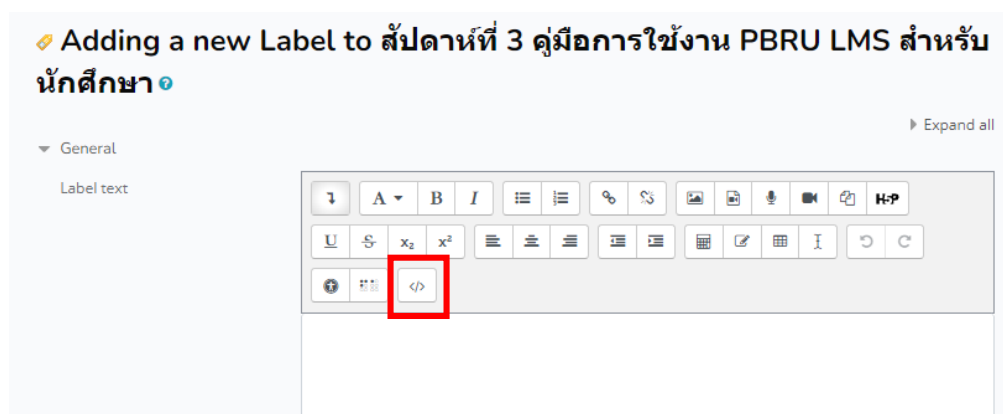 Adding a new Label to สัปดาห์ที่ 3 คู่มือการใช้งาน PBRU LMS สำหรับ
นักศึกษา
Expand all
General
Label text
A B I H5P
U S x₂ x²
</>